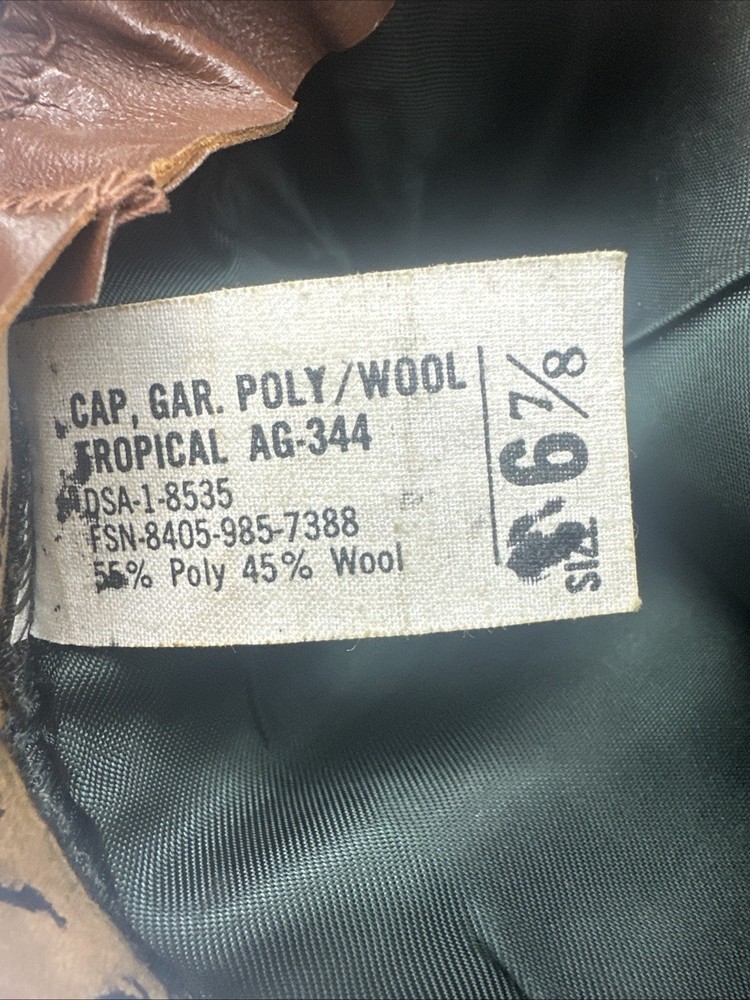 CAP, GAR. POLY/WOOL
TROPICAL AG-344
DSA-1-8535
FSN-8405-985-7388
55% Poly 45% Wool
SIZE
6 7/8